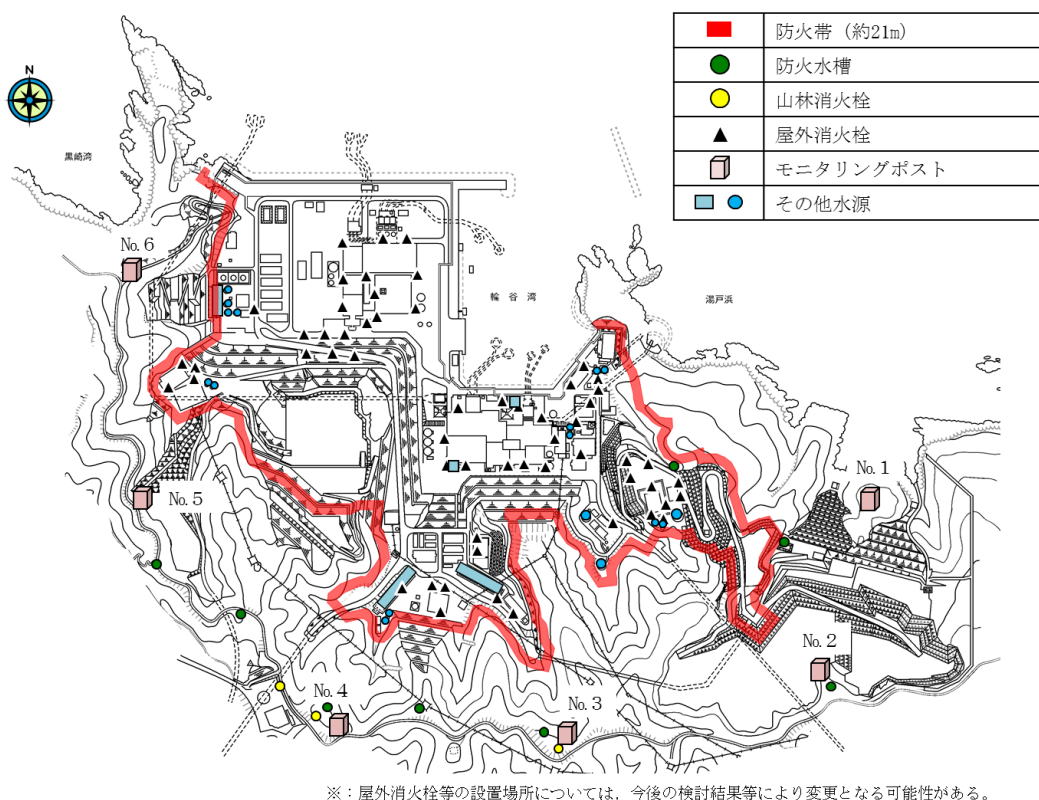 防火帯（約21m）
防火水槽
山林消火栓
屋外消火栓
モニタリングポスト
その他水源
N
黒崎湾
No.6
輪谷湾
湯戸浜
No.1
No.5
No.2
No.4
No.3
※：屋外消火栓等の設置場所については，今後の検討結果等により変更となる可能性がある。